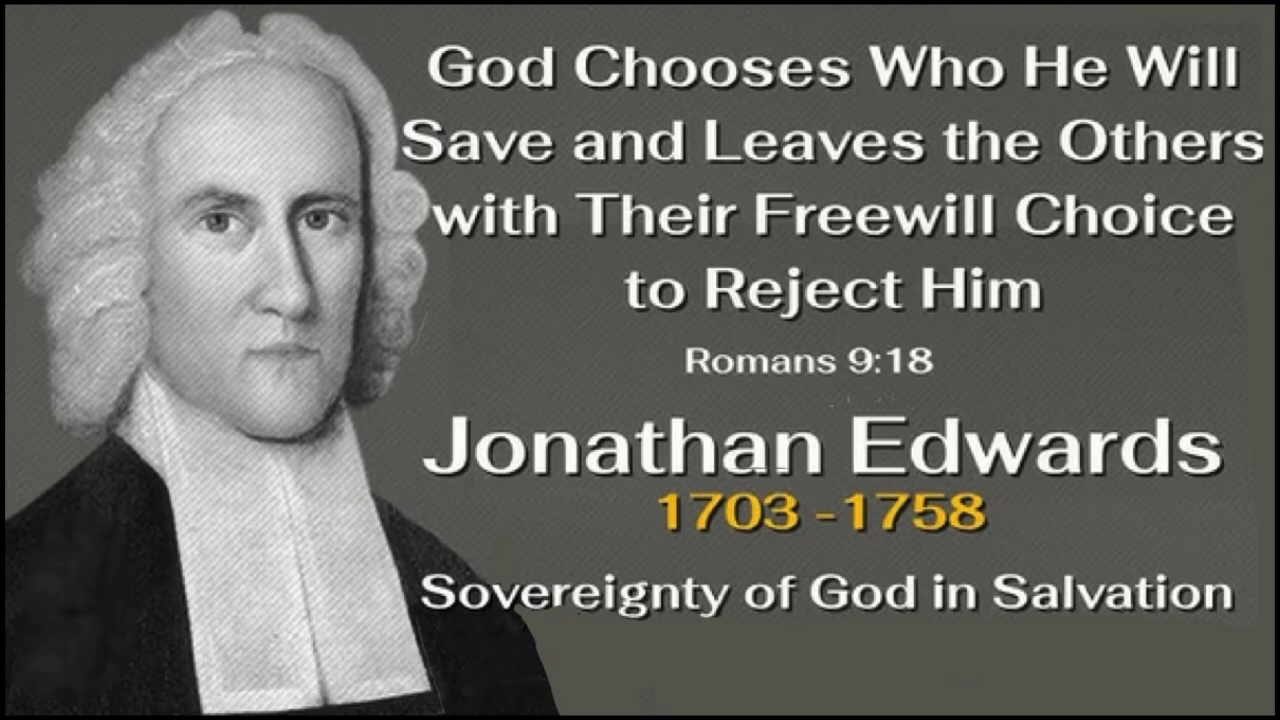 God Chooses Who He Will
Save and Leaves the Others
with Their Freewill Choice
to Reject Him
Romans 9:18
Jonathan Edwards
1703 - 1758
Sovereignty of God in Salvation